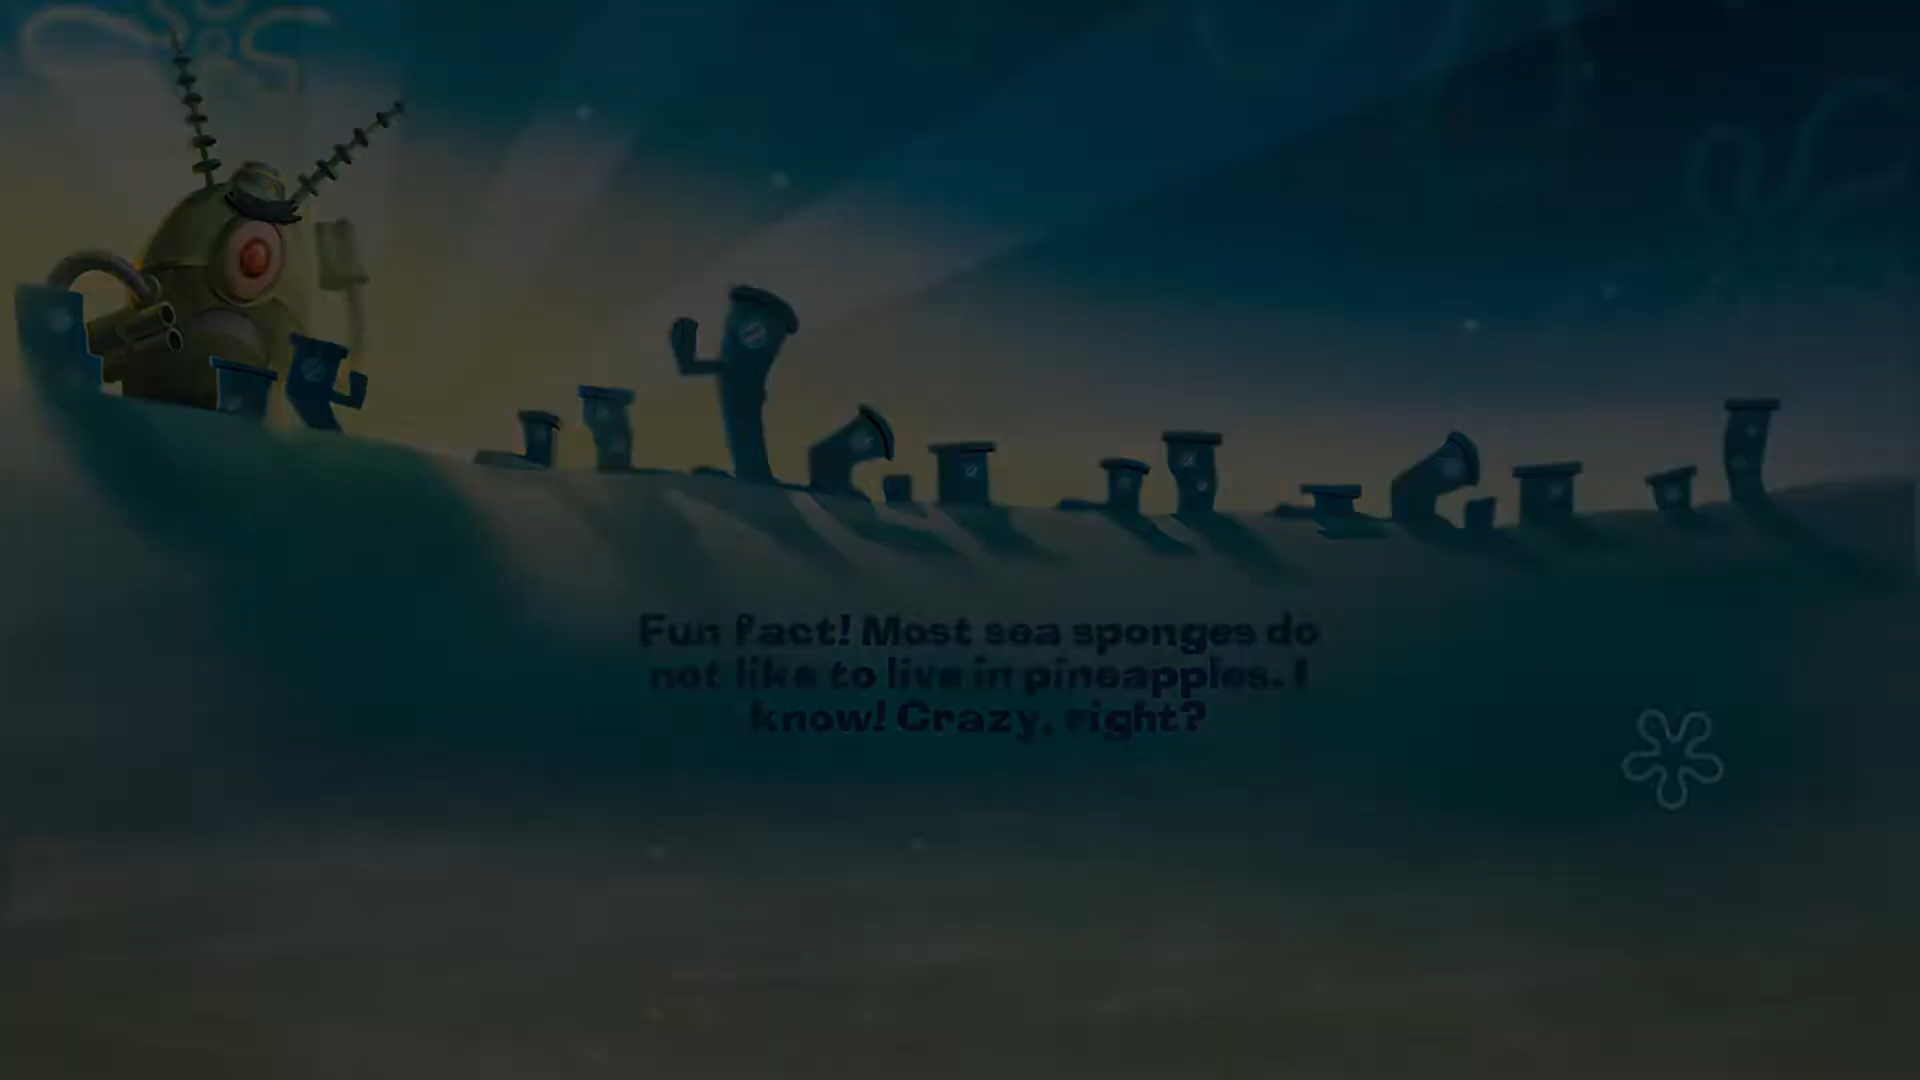 Fun fact! Most sea sponges do
not like to live in pineapples. I
know! Crazy, right?